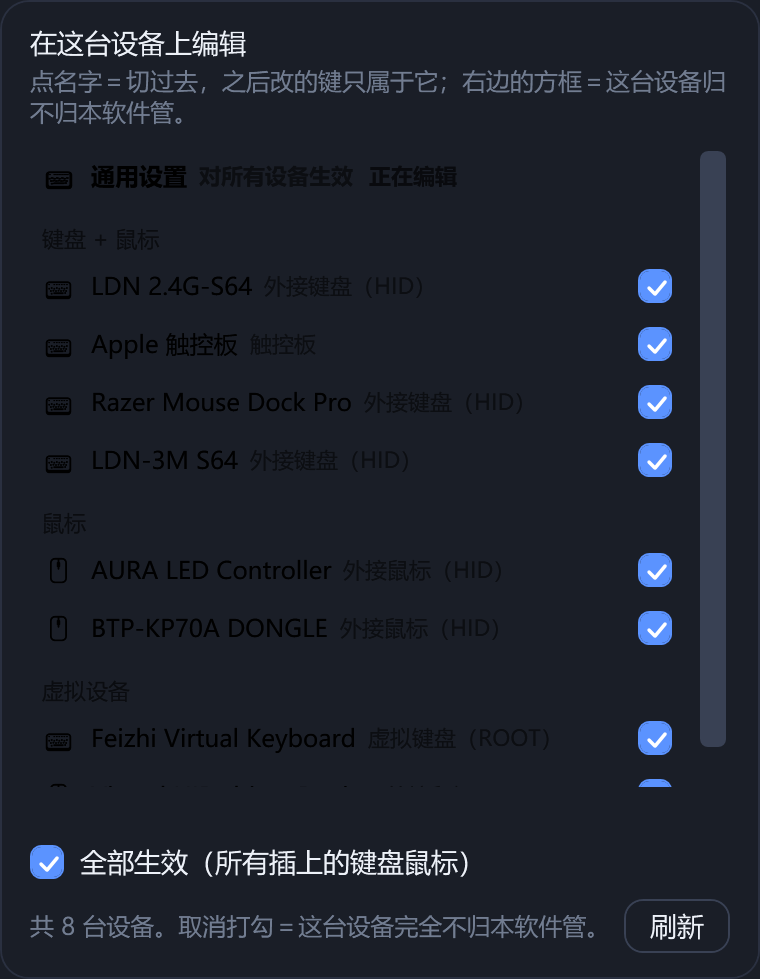 在这台设备上编辑
点名字＝切过去，之后改的键只属于它；右边的方框＝这台设备归
不归本软件管。
通用设置 对所有设备生效 正在编辑
键盘 + 鼠标
LDN 2.4G-S64 外接键盘（HID）
Apple 触控板 触控板
Razer Mouse Dock Pro 外接键盘（HID）
LDN-3M S64 外接键盘（HID）
鼠标
AURA LED Controller 外接鼠标（HID）
BTP-KP70A DONGLE 外接鼠标（HID）
虚拟设备
Feizhi Virtual Keyboard 虚拟键盘（ROOT）
全部生效（所有插上的键盘鼠标）
共 8 台设备。取消打勾＝这台设备完全不归本软件管。
刷新